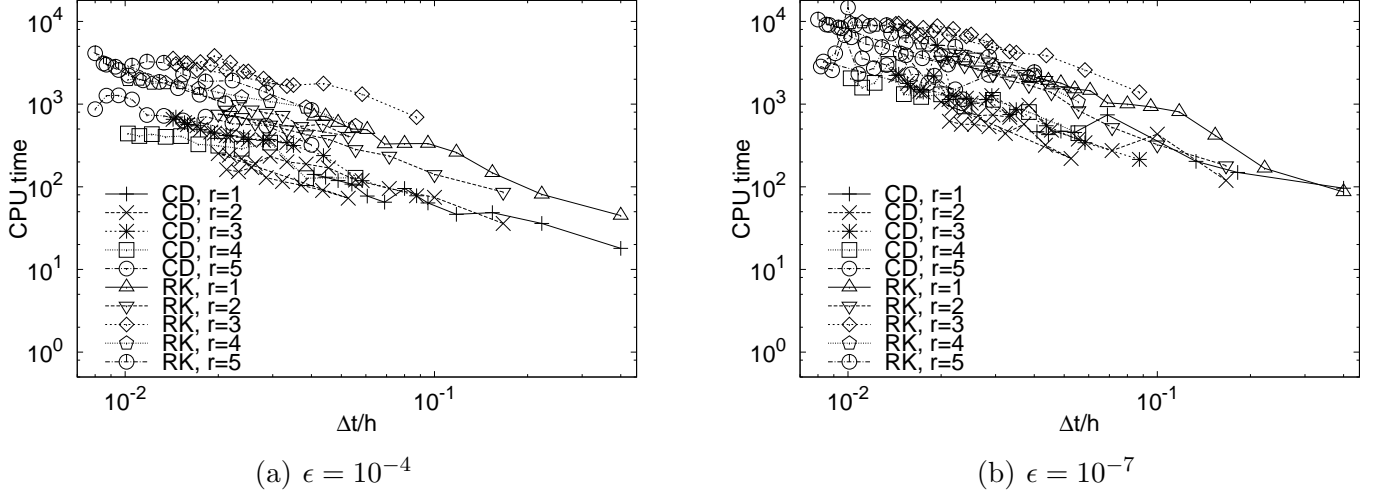 10^4
10^3
10^2
10^1
10^0
CPU time
CD, r=1
CD, r=2
CD, r=3
CD, r=4
CD, r=5
RK, r=1
RK, r=2
RK, r=3
RK, r=4
RK, r=5
10^-2
10^-1
Δt/h
(a) ϵ = 10^-4
10^4
10^3
10^2
10^1
10^0
CPU time
CD, r=1
CD, r=2
CD, r=3
CD, r=4
CD, r=5
RK, r=1
RK, r=2
RK, r=3
RK, r=4
RK, r=5
10^-2
10^-1
Δt/h
(b) ϵ = 10^-7